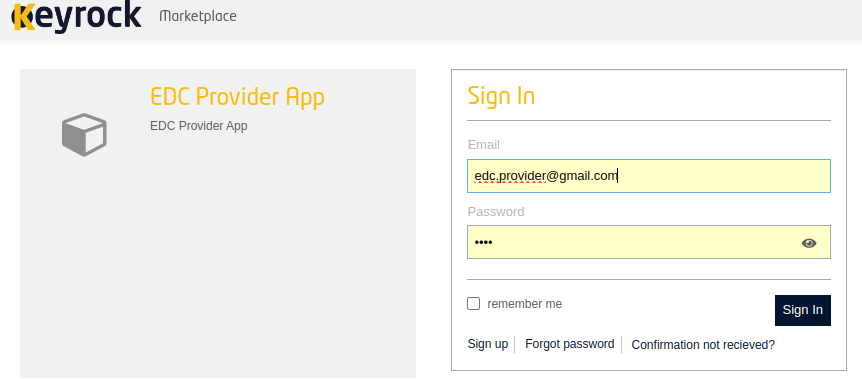 Keyrock Marketplace
EDC Provider App
EDC Provider App
Sign In
Email
edc.provider@gmail.com
Password
••••
remember me
Sign In
Sign up
Forgot password
Confirmation not recieved?